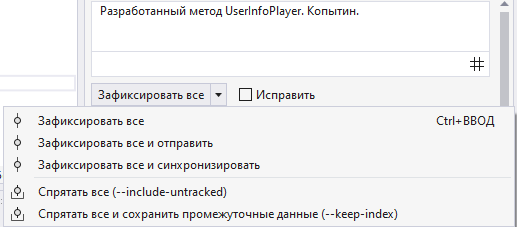 Разработанный метод UserInfoPlayer. Копытин.
Зафиксировать все
Исправить
Зафиксировать все Ctrl+ВВОД
Зафиксировать все и отправить
Зафиксировать все и синхронизировать
Спрятать все (--include-untracked)
Спрятать все и сохранить промежуточные данные (--keep-index)